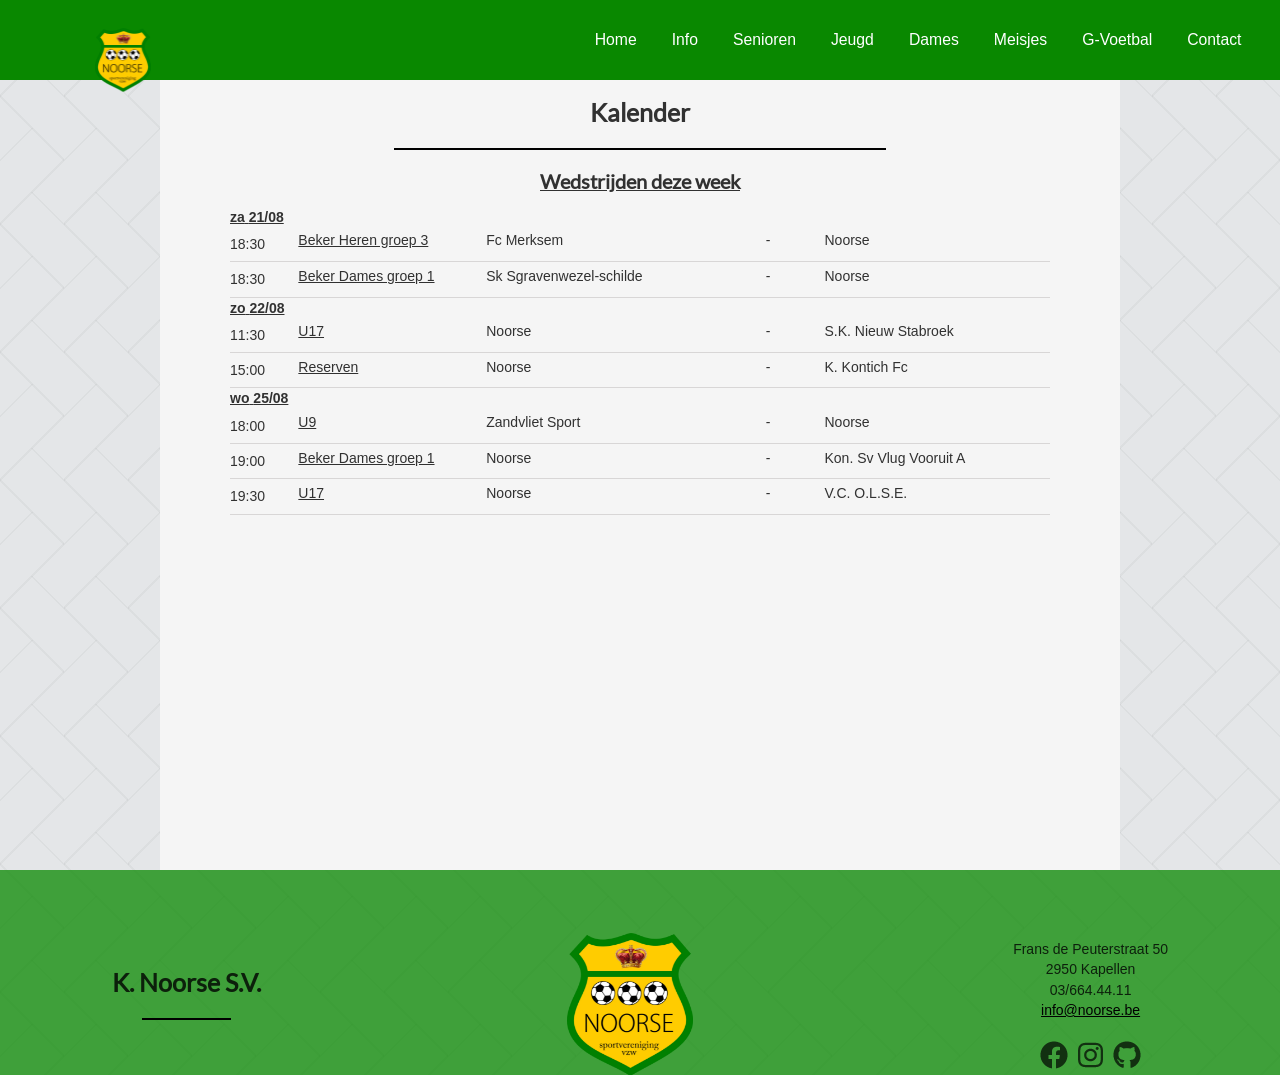 NOORSE
sportvereniging
vzw
Home Info Senioren Jeugd Dames Meisjes G-Voetbal Contact
Kalender
Wedstrijden deze week
za 21/08
18:30 Beker Heren groep 3 Fc Merksem - Noorse
18:30 Beker Dames groep 1 Sk Sgravenwezel-schilde - Noorse
zo 22/08
11:30 U17 Noorse - S.K. Nieuw Stabroek
15:00 Reserven Noorse - K. Kontich Fc
wo 25/08
18:00 U9 Zandvliet Sport - Noorse
19:00 Beker Dames groep 1 Noorse - Kon. Sv Vlug Vooruit A
19:30 U17 Noorse - V.C. O.L.S.E.
K. Noorse S.V.
NOORSE
sportvereniging
vzw
Frans de Peuterstraat 50
2950 Kapellen
03/664.44.11
info@noorse.be